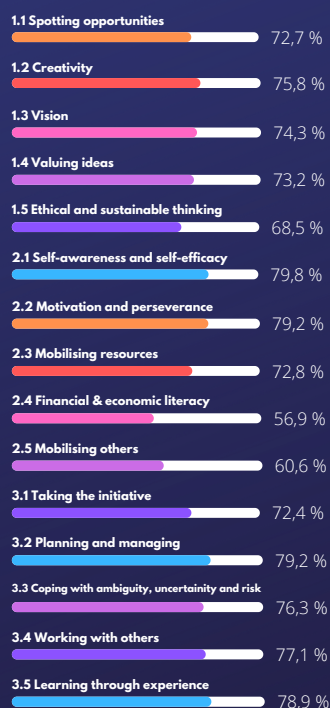 1.1 Spotting opportunities
72,7 %
1.2 Creativity
75,8 %
1.3 Vision
74,3 %
1.4 Valuing ideas
73,2 %
1.5 Ethical and sustainable thinking
68,5 %
2.1 Self-awareness and self-efficacy
79,8 %
2.2 Motivation and perseverance
79,2 %
2.3 Mobilising resources
72,8 %
2.4 Financial & economic literacy
56,9 %
2.5 Mobilising others
60,6 %
3.1 Taking the initiative
72,4 %
3.2 Planning and managing
79,2 %
3.3 Coping with ambiguity, uncertainity and risk
76,3 %
3.4 Working with others
77,1 %
3.5 Learning through experience
78,9 %